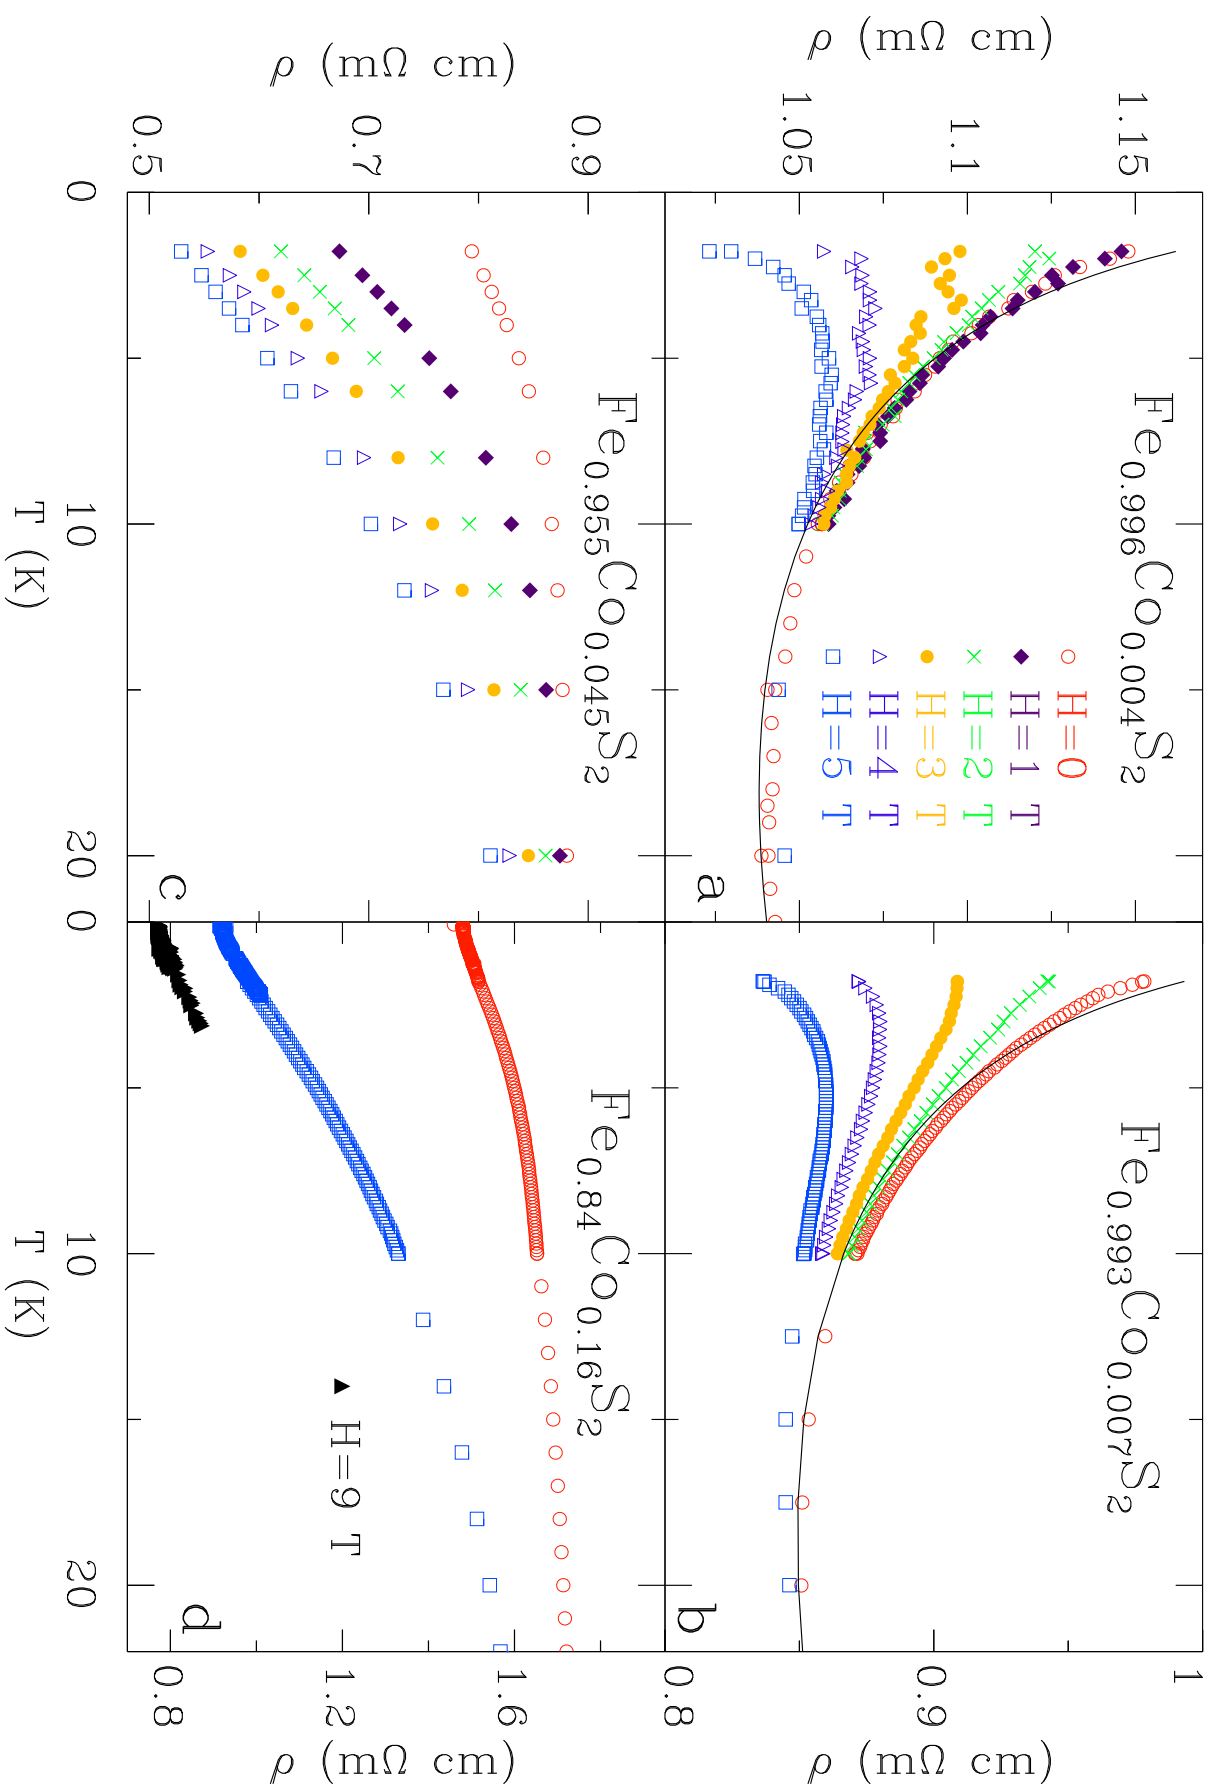 Fe0.996Co0.004S2
H=0
H=1 T
H=2 T
H=3 T
H=4 T
H=5 T
a
ρ (mΩ cm)
1.15
1.1
1.05
Fe0.993Co0.007S2
b
1
0.9
0.8
ρ (mΩ cm)
Fe0.955Co0.045S2
c
ρ (mΩ cm)
0.9
0.7
0.5
0
10
20
T (K)
Fe0.84Co0.16S2
H=9 T
d
1.6
1.2
0.8
ρ (mΩ cm)
0
10
20
T (K)